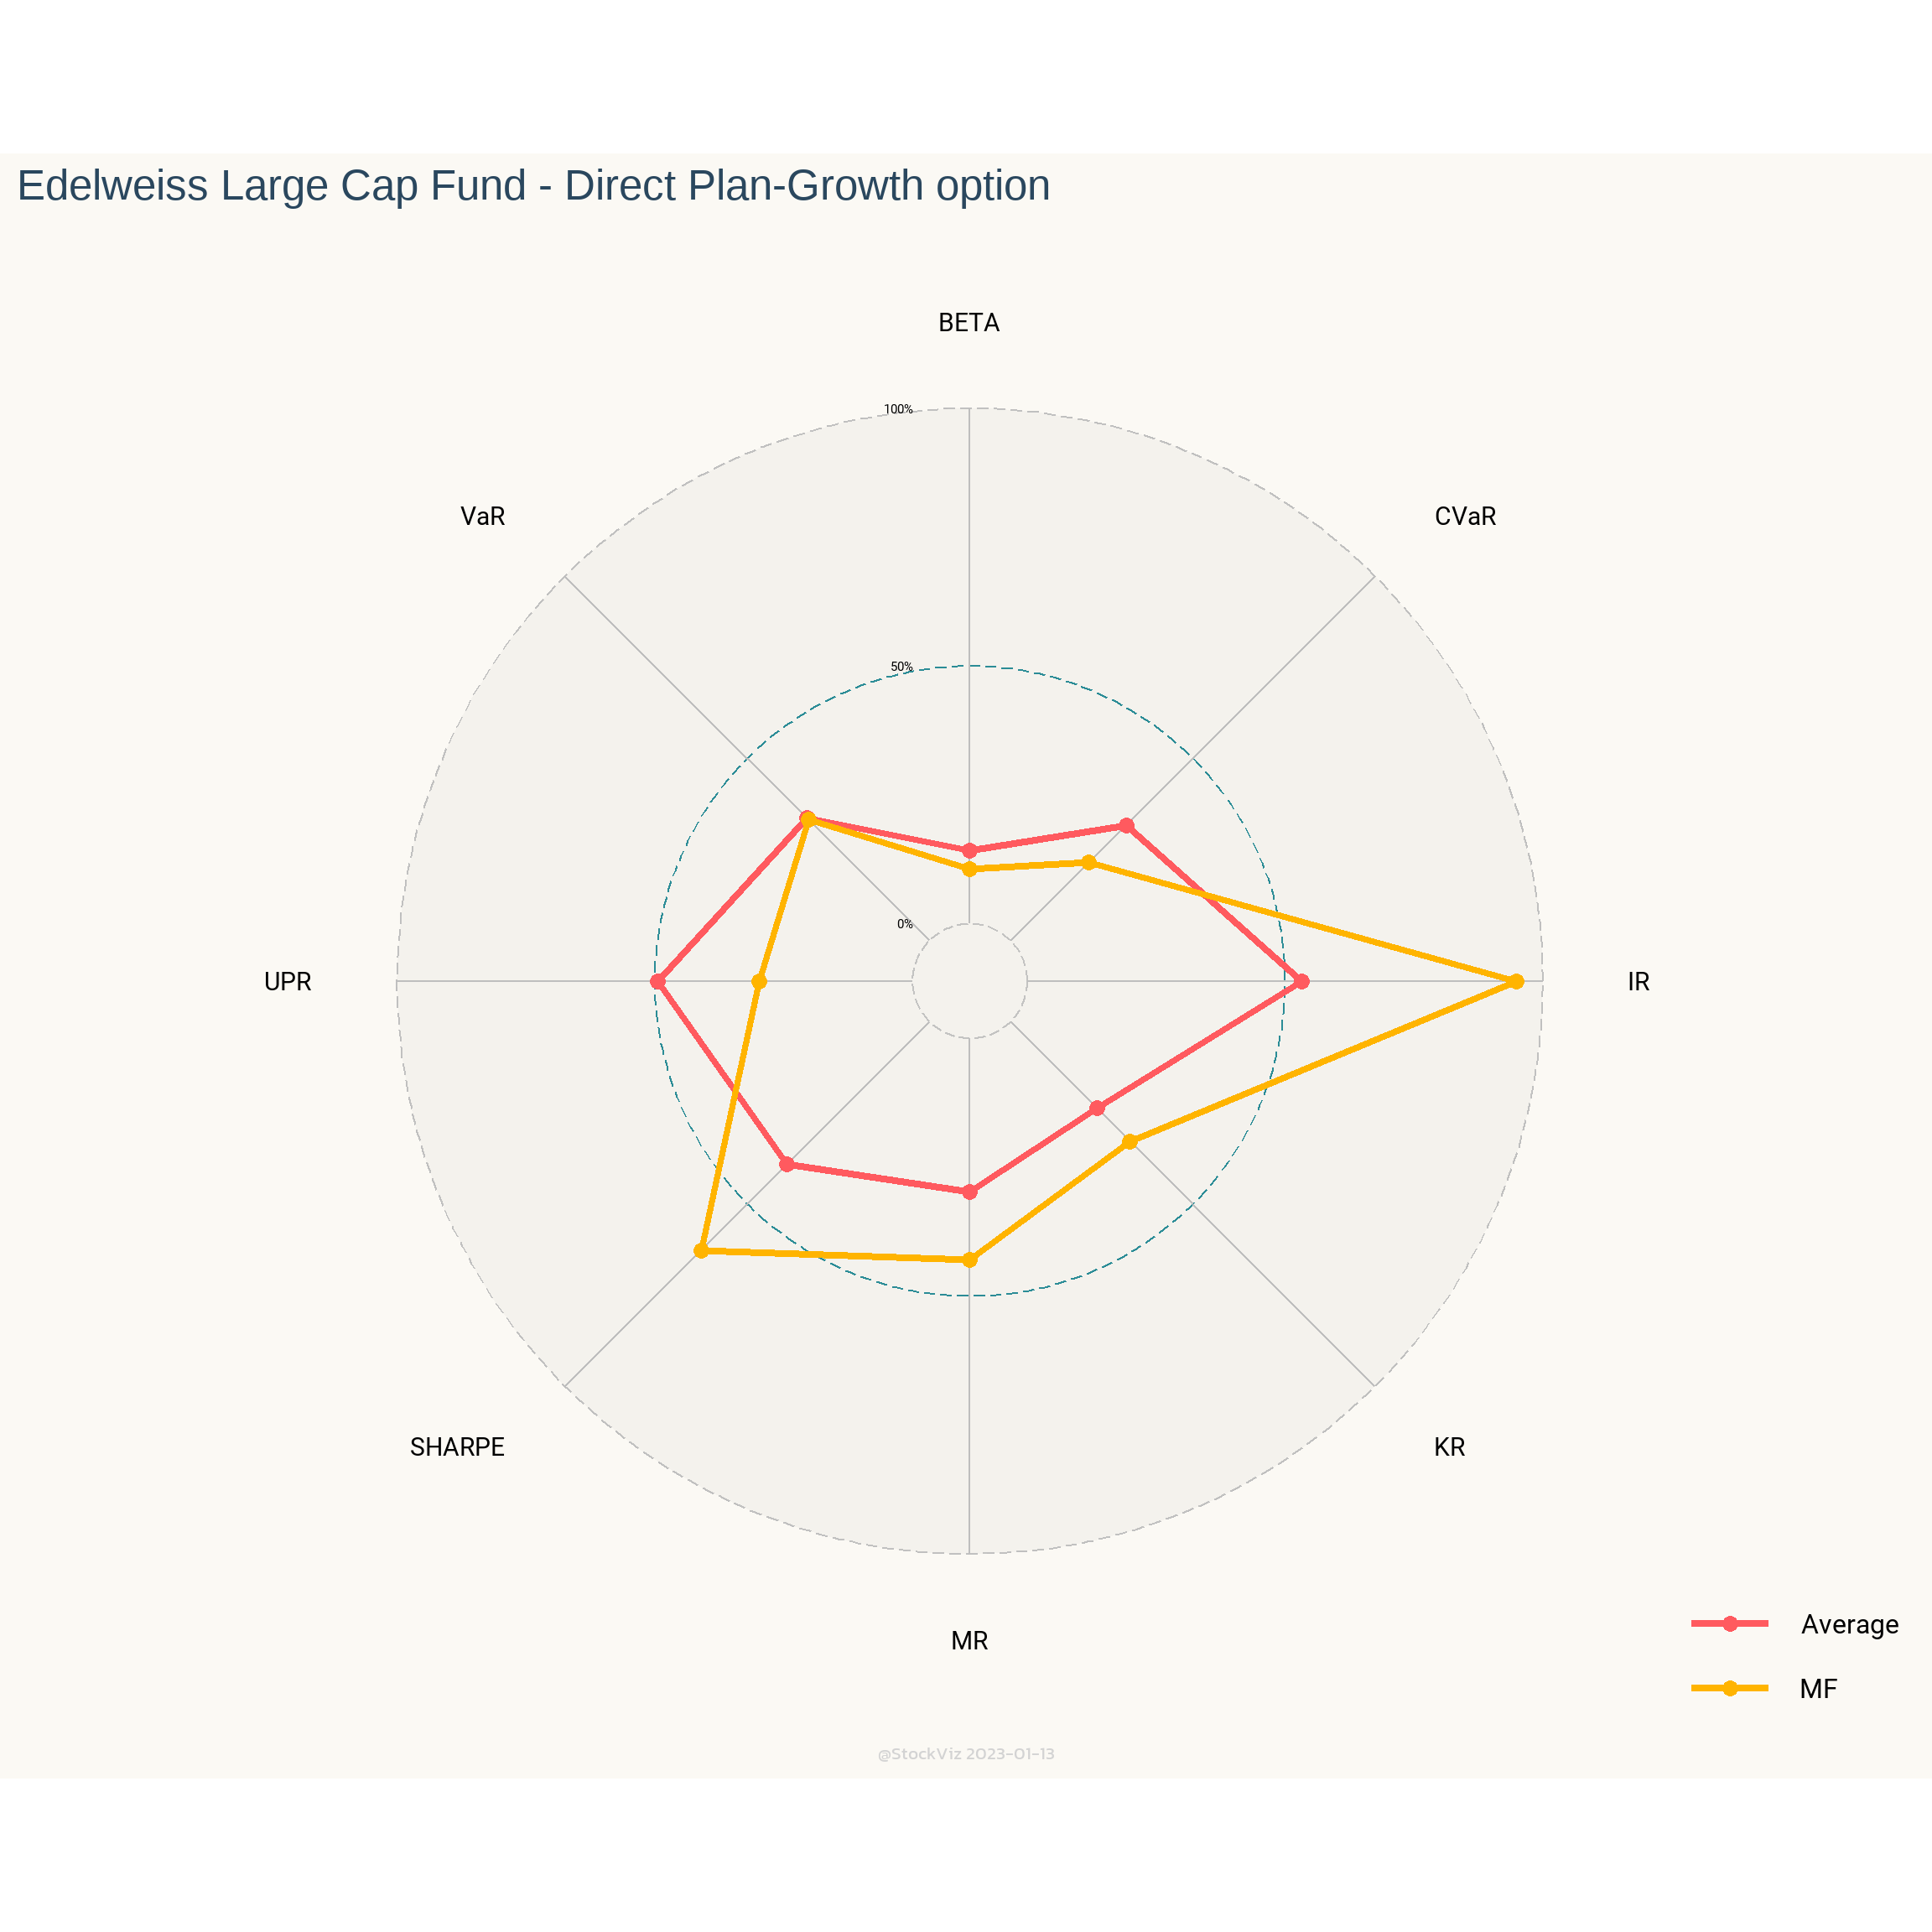 Edelweiss Large Cap Fund - Direct Plan-Growth option
BETA
100%
VaR
CVaR
50%
0%
UPR
IR
SHARPE
KR
MR
Average
MF
@StockViz 2023-01-13